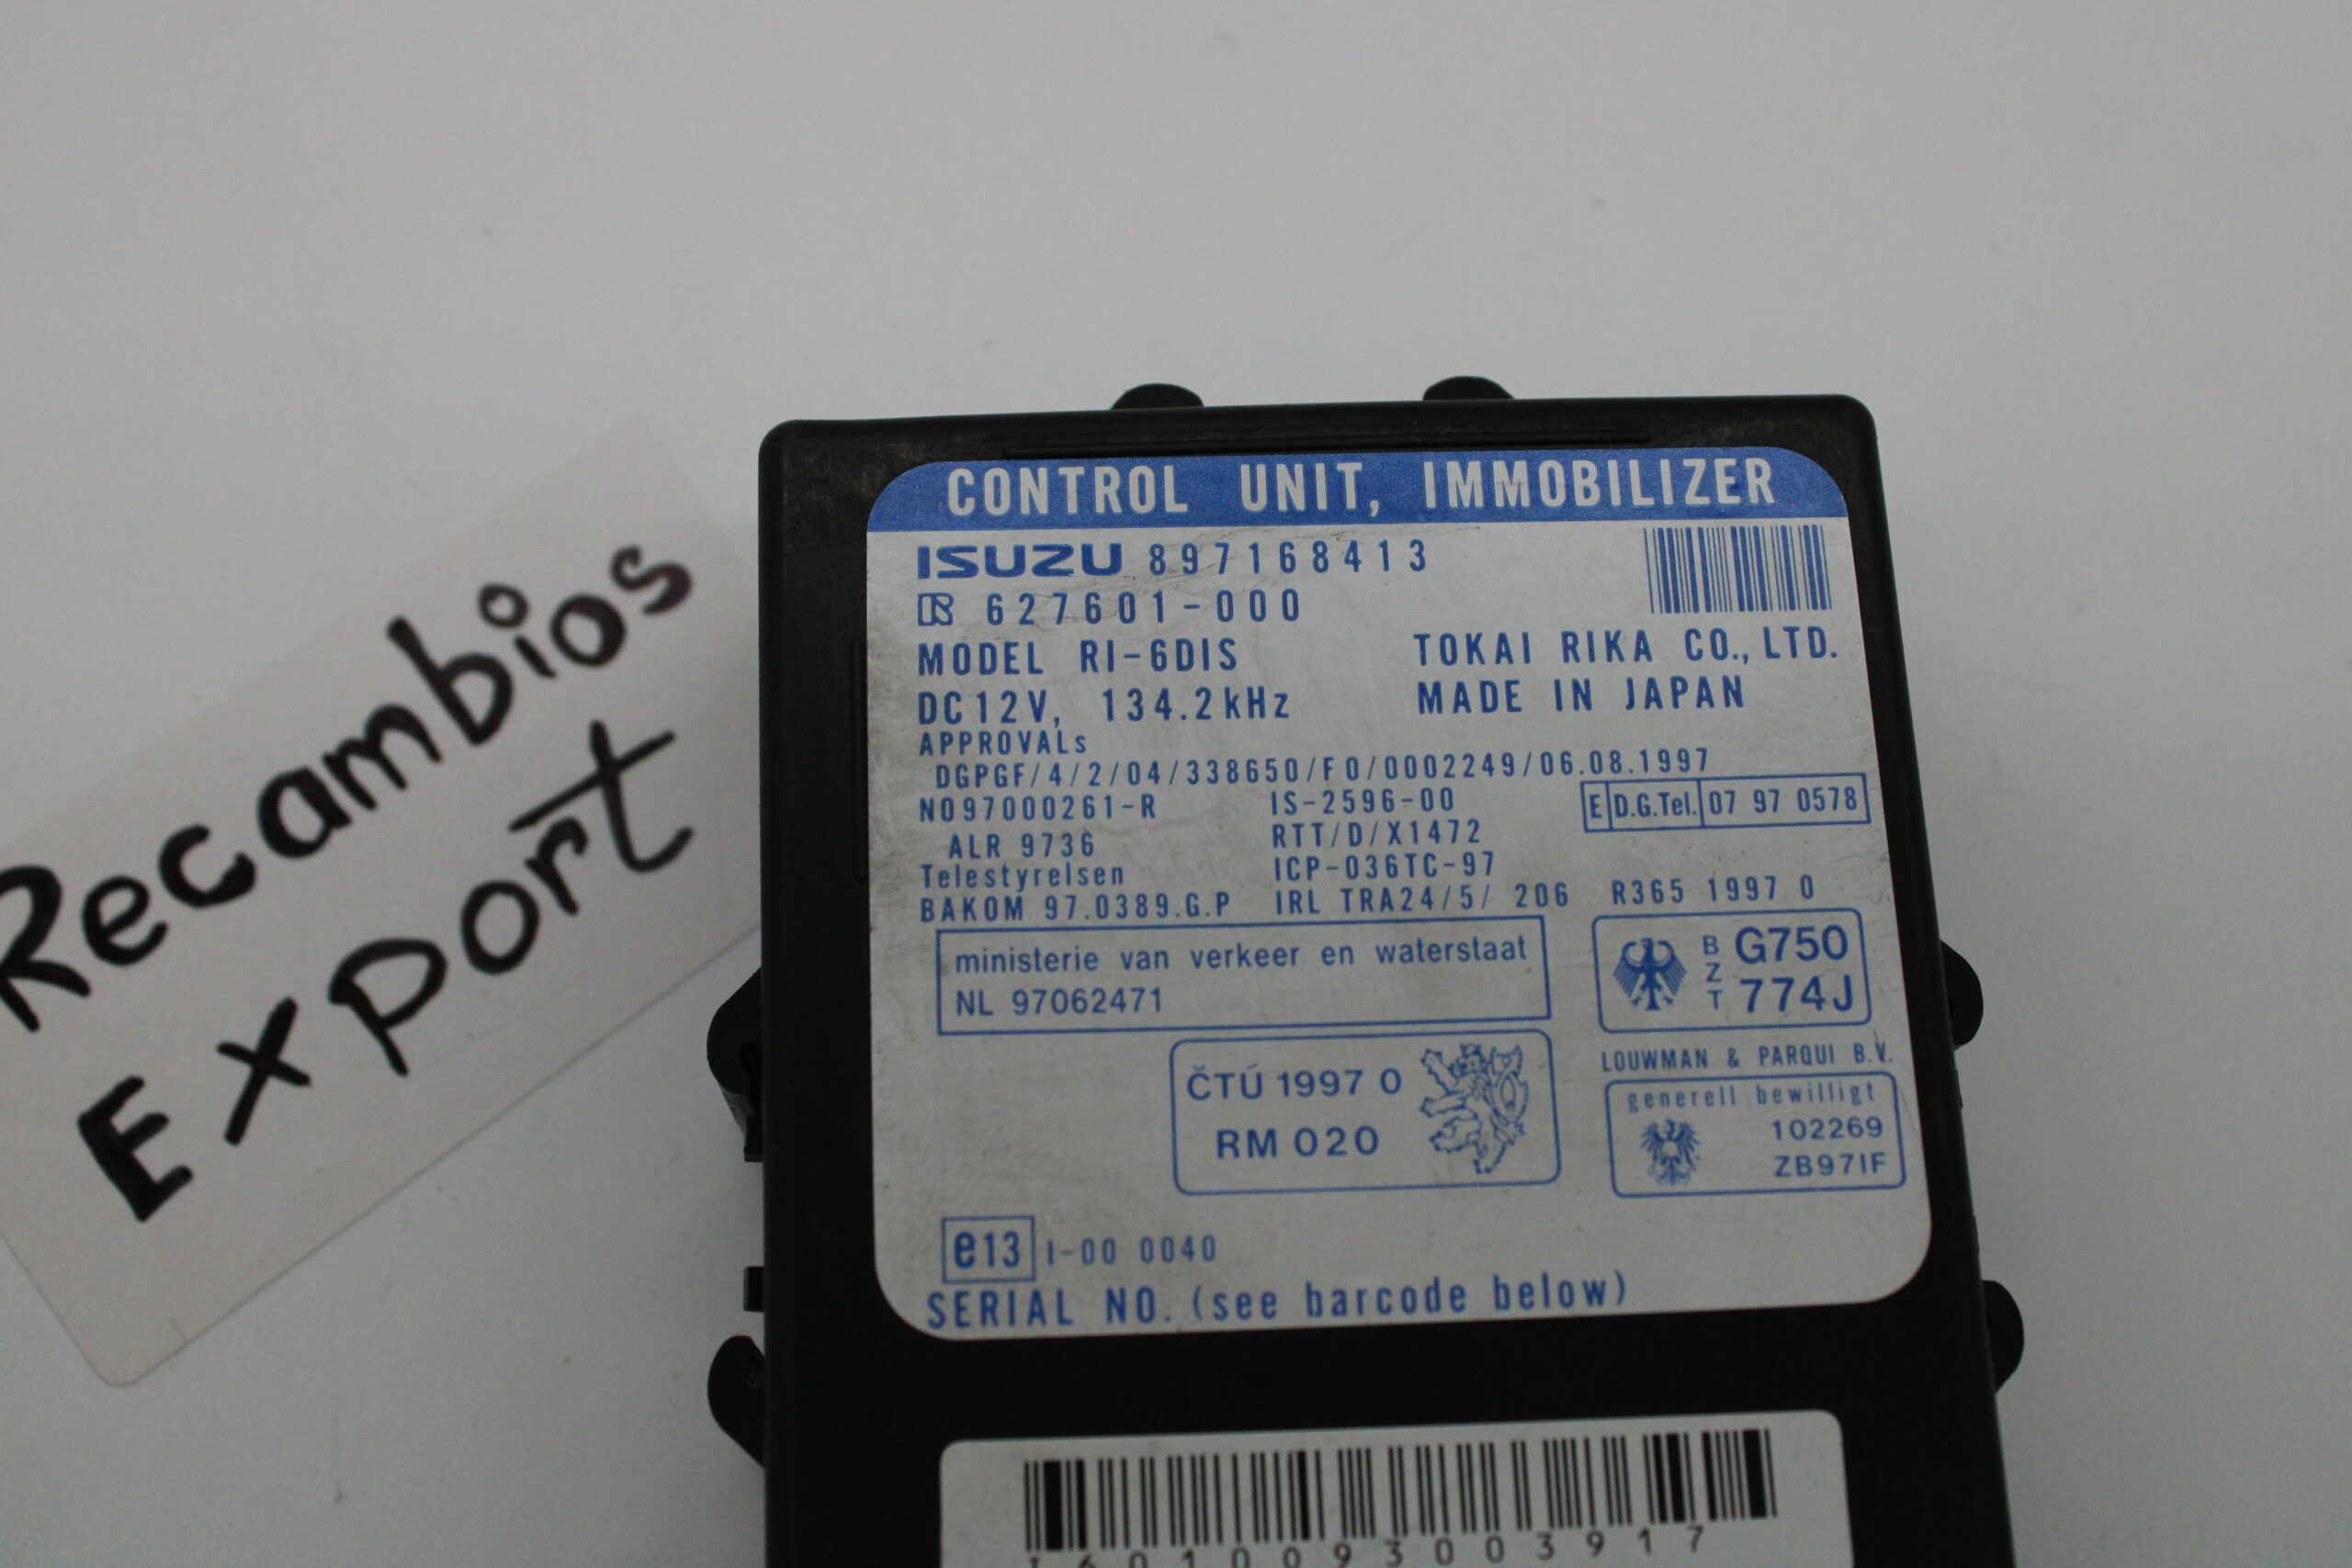 Recambios
Export
CONTROL UNIT, IMMOBILIZER
ISUZU 897168413
627601-000
MODEL RI-6DIS
TOKAI RIKA CO., LTD.
DC12V, 134.2kHz
MADE IN JAPAN
APPROVALs
DGPGF/4/2/04/338650/F0/0002249/06.08.1997
NO97000261-R
IS-2596-00
E D.G.Tel. 07 97 0578
ALR 9736
RTT/D/X1472
Telestyrelsen
ICP-036TC-97
BAKOM 97.0389.G.P
IRL TRA24/5/ 206
R365 1997 0
ministerie van verkeer en waterstaat
NL 97062471
BZT G750
774J
ČTÚ 1997 0
RM 020
LOUWMAN & PARQUI B.V.
generell bewilligt
102269
ZB97IF
e13 I-00 0040
SERIAL NO. (see barcode below)